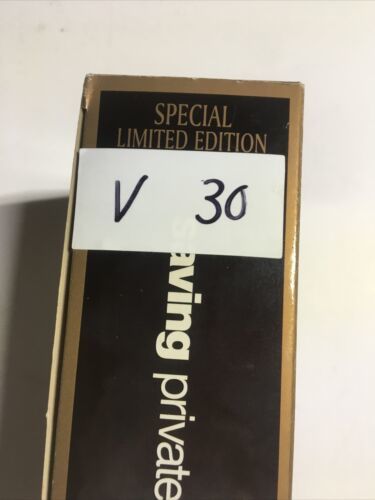 SPECIAL
LIMITED EDITION
V 30
saving private